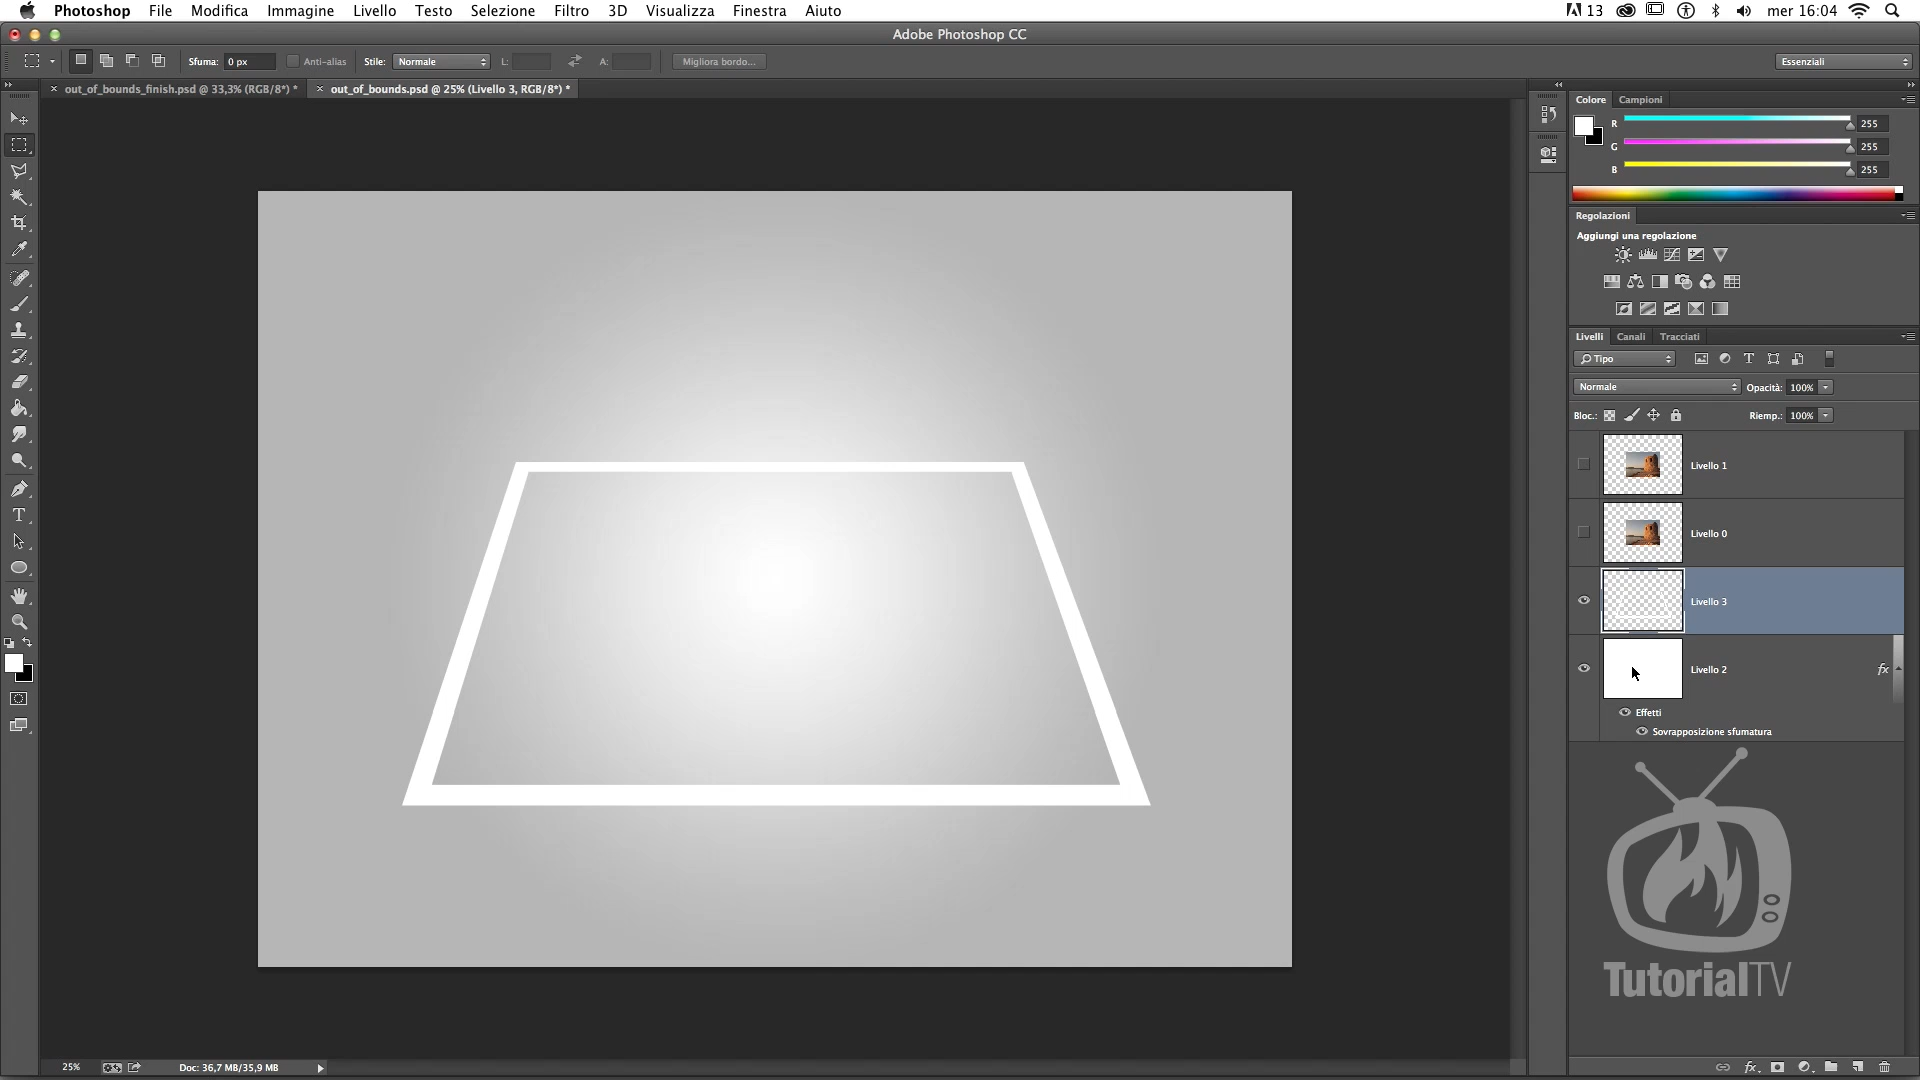 Photoshop File Modifica Immagine Livello Testo Selezione Filtro 3D Visualizza Finestra Aiuto 13 mer 16:04
Adobe Photoshop CC
Sfuma: 0 px Anti-alias Stile: Normale L: A: Migliora bordo... Essenziali
out_of_bounds_finish.psd @ 33,3% (RGB/8*) * out_of_bounds.psd @ 25% (Livello 3, RGB/8*) *
Colore Campioni
R 255
G 255
B 255
Regolazioni
Aggiungi una regolazione
Livelli Canali Tracciati
Tipo
Normale Opacità: 100%
Bloc.: Riemp.: 100%
Livello 1
Livello 0
Livello 3
Livello 2 fx
Effetti
Sovrapposizione sfumatura
TutorialTV
25% Doc: 36,7 MB/35,9 MB
fx